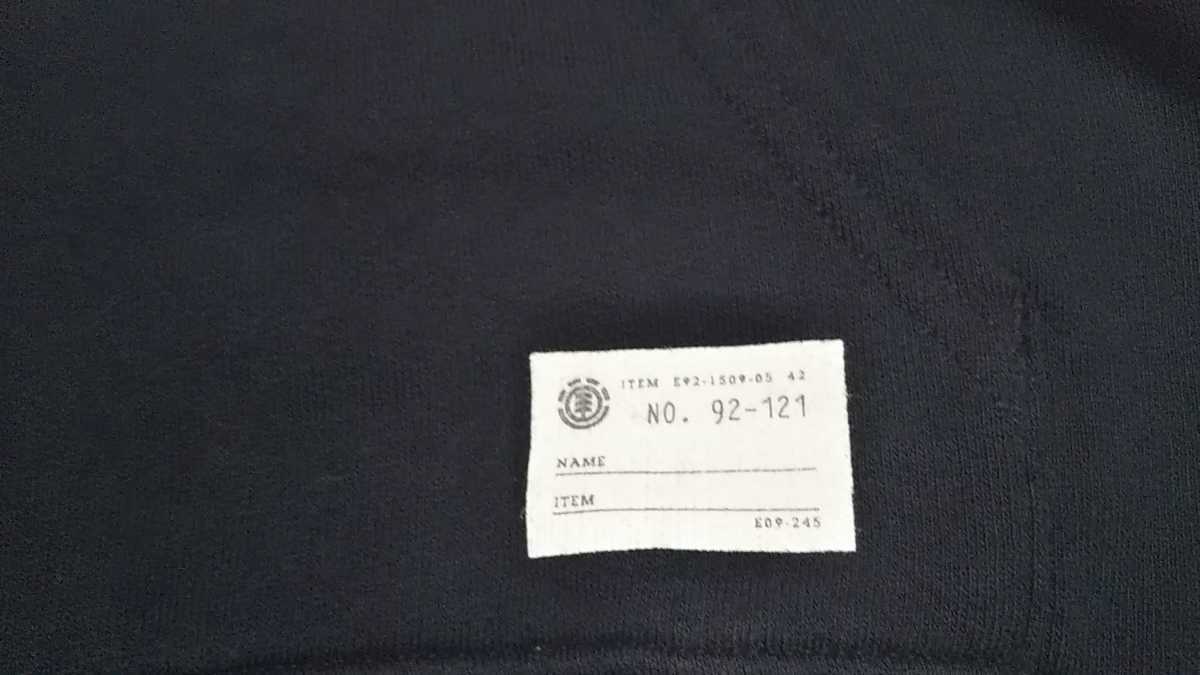 ITEM E92-1509-05 42
NO. 92-121
NAME
ITEM
E09-245